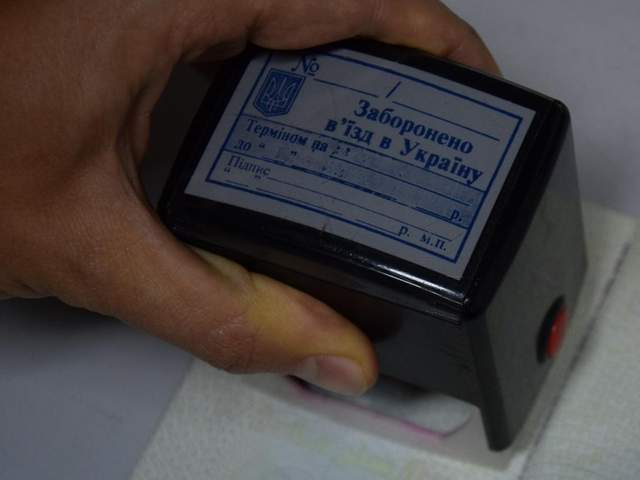 № /
Заборонено
в'їзд в Україну
Терміном на
до “ ” р.
Підпис
“ ” р. м.п.